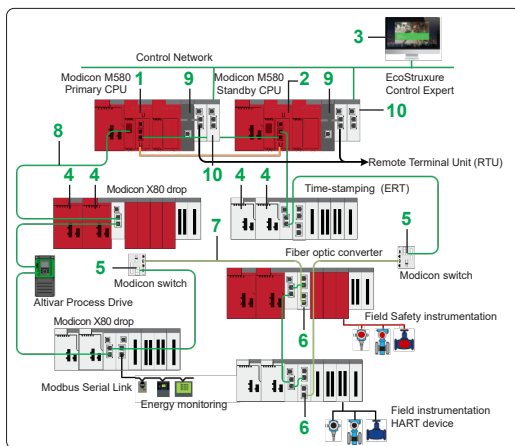 3
Control Network
Modicon M580
Primary CPU
1
9
Modicon M580
Standby CPU
2
9
EcoStruxure
Control Expert
10
10
8
Remote Terminal Unit (RTU)
4
4
Modicon X80 drop
4
4
Time-stamping (ERT)
7
5
5
Modicon switch
Fiber optic converter
Modicon switch
Altivar Process Drive
Modicon X80 drop
6
Field Safety instrumentation
Modbus Serial Link
Energy monitoring
6
Field instrumentation
HART device